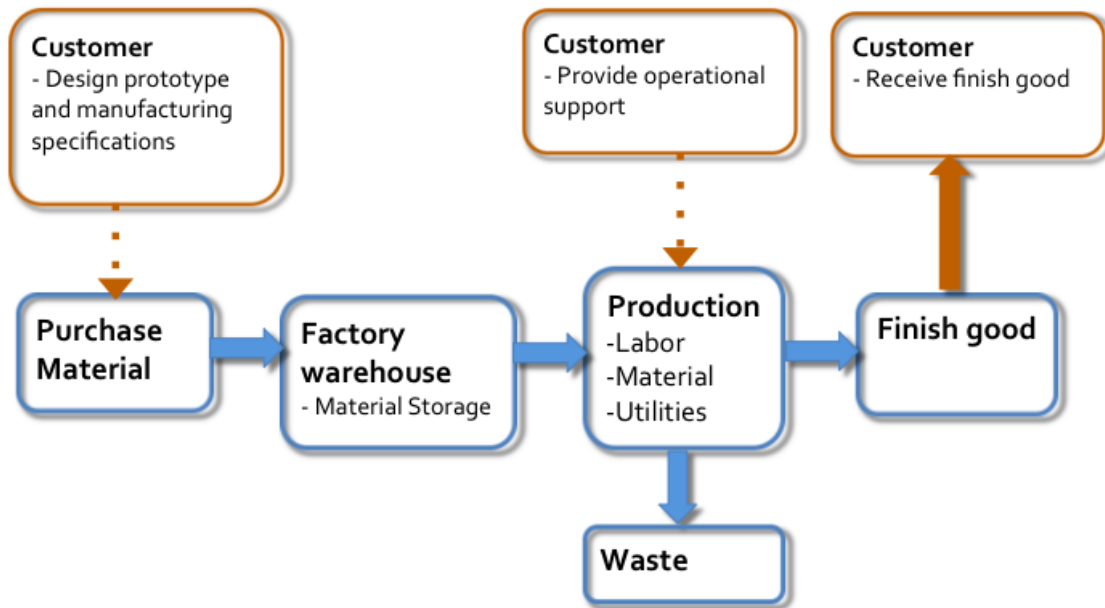 Customer
- Design prototype
and manufacturing
specifications
Customer
- Provide operational
support
Customer
- Receive finish good
Purchase
Material
Factory
warehouse
- Material Storage
Production
-Labor
-Material
-Utilities
Finish good
Waste